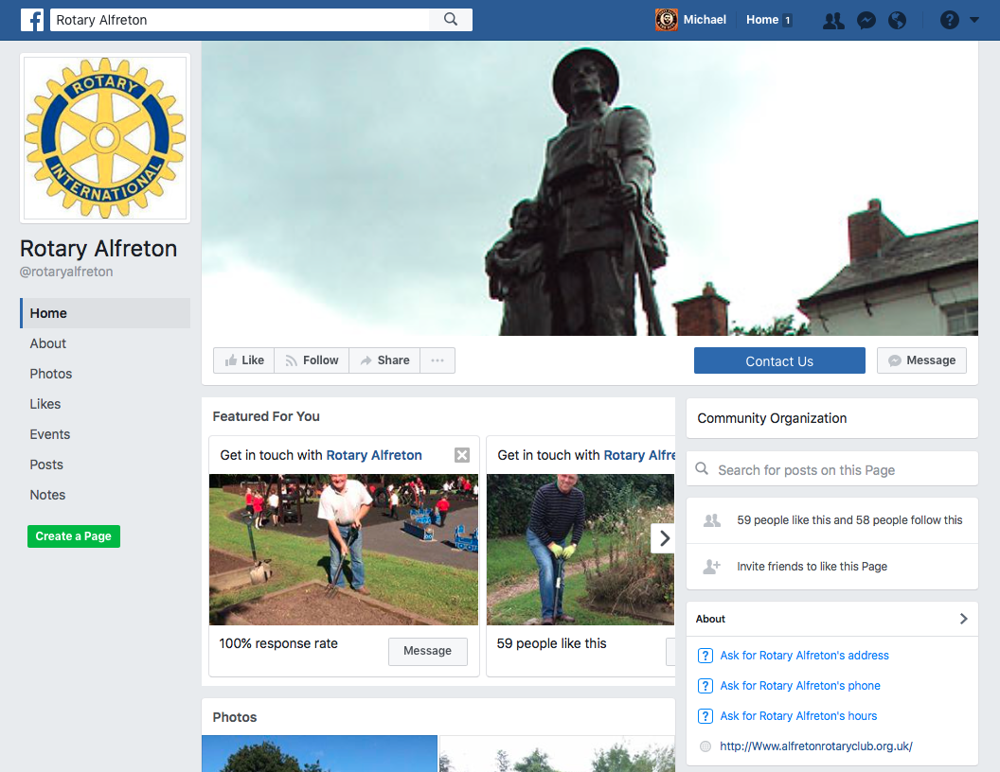 Rotary Alfreton
Michael
Home 1
ROTARY
INTERNATIONAL
Rotary Alfreton
@rotaryalfreton
Home
About
Photos
Likes
Events
Posts
Notes
Create a Page
Like
Follow
Share
Contact Us
Message
Featured For You
Get in touch with Rotary Alfreton
100% response rate
Message
Get in touch with Rotary Alfre
59 people like this
Photos
Community Organization
Search for posts on this Page
59 people like this and 58 people follow this
Invite friends to like this Page
About
? Ask for Rotary Alfreton's address
? Ask for Rotary Alfreton's phone
? Ask for Rotary Alfreton's hours
http://Www.alfretonrotaryclub.org.uk/